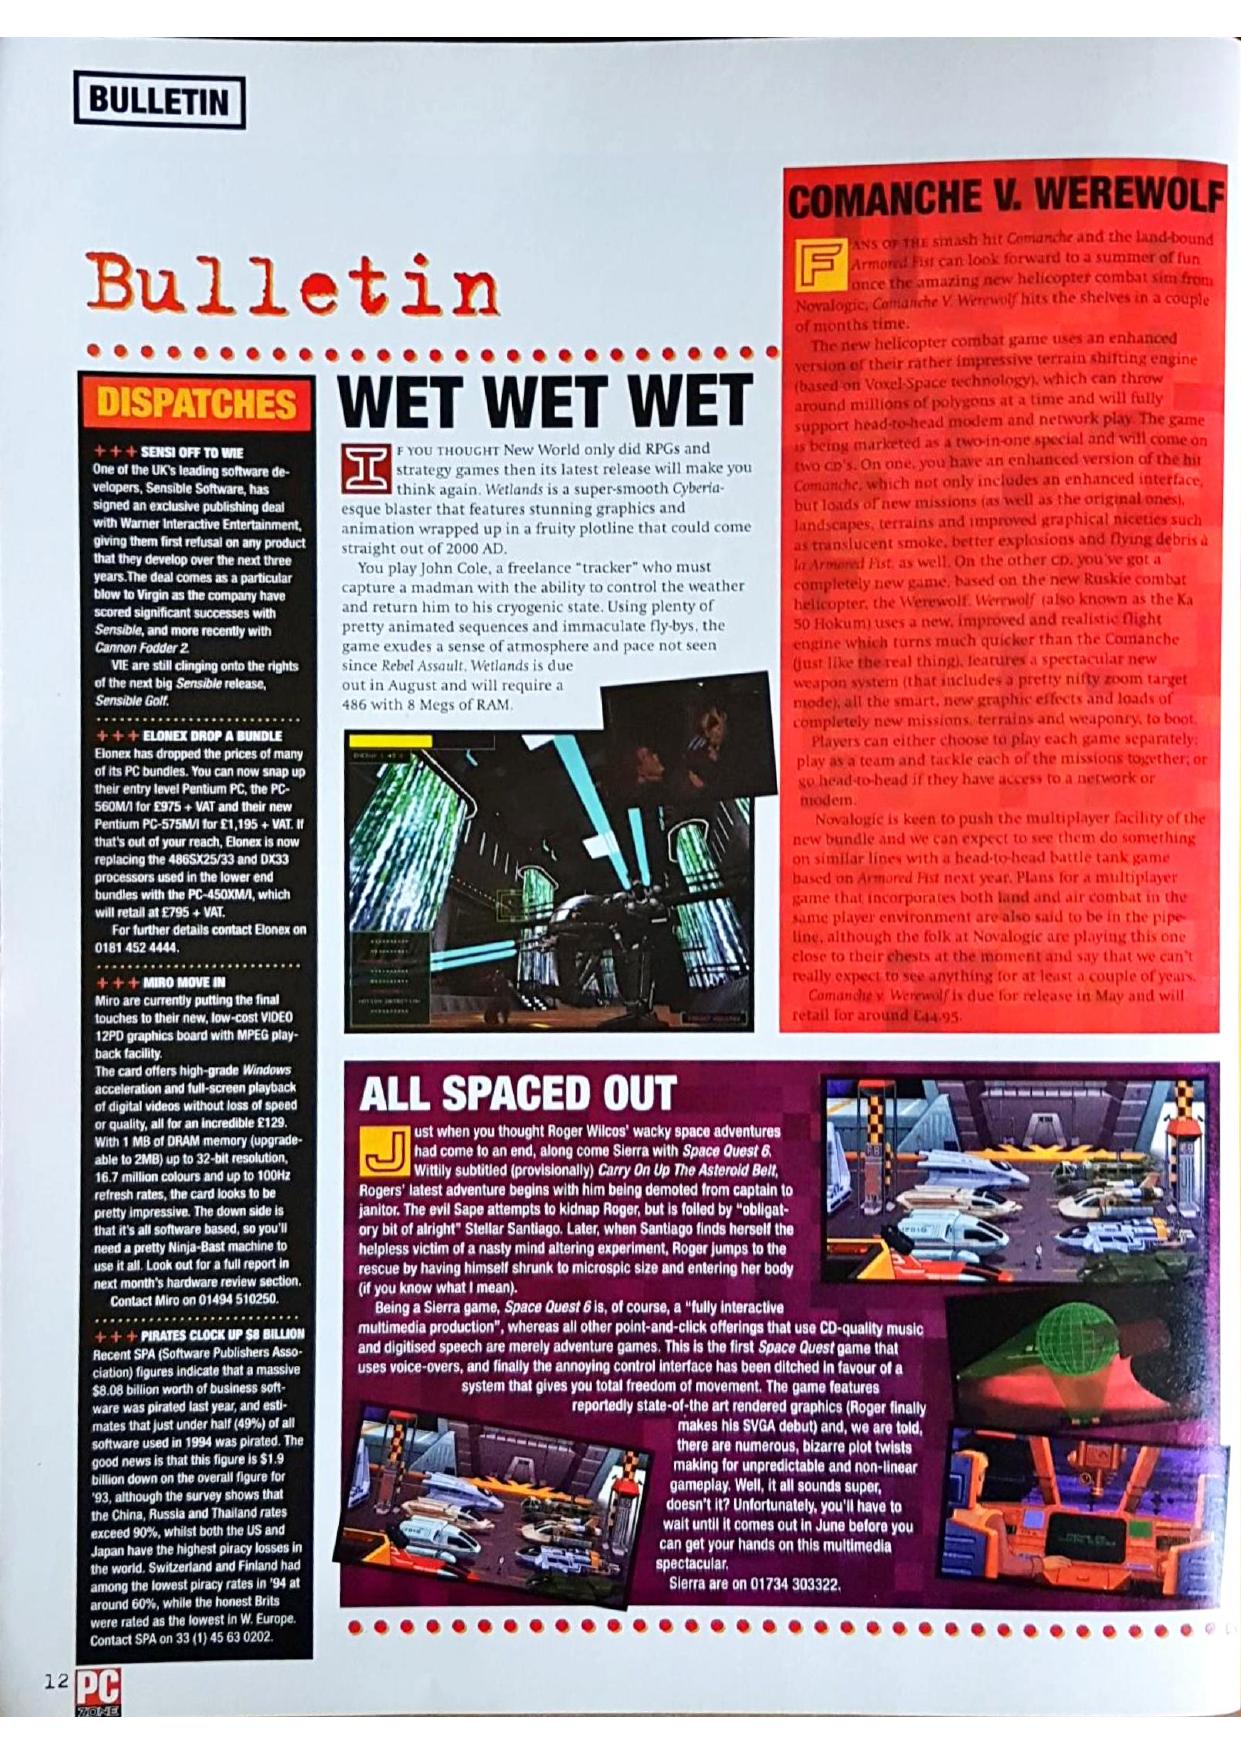 BULLETIN
Bulletin
DISPATCHES
+++ SENSI OFF TO WIE
One of the UK's leading software de-
velopers, Sensible Software, has
signed an exclusive publishing deal
with Warner Interactive Entertainment,
giving them first refusal on any product
that they develop over the next three
years.The deal comes as a particular
blow to Virgin as the company have
scored significant successes with
Sensible, and more recently with
Cannon Fodder 2.
VIE are still clinging onto the rights
of the next big Sensible release,
Sensible Golf.
+++ ELONEX DROP A BUNDLE
Elonex has dropped the prices of many
of its PC bundles. You can now snap up
their entry level Pentium PC, the PC-
560M/I for £975 + VAT and their new
Pentium PC-575M/I for £1,195 + VAT. If
that's out of your reach, Elonex is now
replacing the 486SX25/33 and DX33
processors used in the lower end
bundles with the PC-450XM/I, which
will retail at £795 + VAT.
For further details contact Elonex on
0181 452 4444.
+++ MIRO MOVE IN
Miro are currently putting the final
touches to their new, low-cost VIDEO
12PD graphics board with MPEG play-
back facility.
The card offers high-grade Windows
acceleration and full-screen playback
of digital videos without loss of speed
or quality, all for an incredible £129.
With 1 MB of DRAM memory (upgrade-
able to 2MB) up to 32-bit resolution,
16.7 million colours and up to 100Hz
refresh rates, the card looks to be
pretty impressive. The down side is
that it's all software based, so you'll
need a pretty Ninja-Bast machine to
use it all. Look out for a full report in
next month's hardware review section.
Contact Miro on 01494 510250.
+++ PIRATES CLOCK UP $8 BILLION
Recent SPA (Software Publishers Asso-
ciation) figures indicate that a massive
$8.08 billion worth of business soft-
ware was pirated last year, and esti-
mates that just under half (49%) of all
software used in 1994 was pirated. The
good news is that this figure is $1.9
billion down on the overall figure for
'93, although the survey shows that
the China, Russia and Thailand rates
exceed 90%, whilst both the US and
Japan have the highest piracy losses in
the world. Switzerland and Finland had
among the lowest piracy rates in '94 at
around 60%, while the honest Brits
were rated as the lowest in W. Europe.
Contact SPA on 33 (1) 45 63 0202.
WET WET WET
IF YOU THOUGHT New World only did RPGs and
strategy games then its latest release will make you
think again. Wetlands is a super-smooth Cyberia-
esque blaster that features stunning graphics and
animation wrapped up in a fruity plotline that could come
straight out of 2000 AD.
You play John Cole, a freelance "tracker" who must
capture a madman with the ability to control the weather
and return him to his cryogenic state. Using plenty of
pretty animated sequences and immaculate fly-bys, the
game exudes a sense of atmosphere and pace not seen
since Rebel Assault. Wetlands is due
out in August and will require a
486 with 8 Megs of RAM.
COMANCHE V. WEREWOLF
FANS OF THE smash hit Comanche and the land-bound
Armored Fist can look forward to a summer of fun
once the amazing new helicopter combat sim from
Novalogic, Comanche V. Werewolf hits the shelves in a couple
of months time.
The new helicopter combat game uses an enhanced
version of their rather impressive terrain shifting engine
(based on Voxel-Space technology), which can throw
around millions of polygons at a time and will fully
support head-to-head modem and network play. The game
is being marketed as a two-in-one special and will come on
two CD's. On one, you have an enhanced version of the hit
Comanche, which not only includes an enhanced interface,
but loads of new missions (as well as the original ones),
landscapes, terrains and improved graphical niceties such
as translucent smoke, better explosions and flying debris à
la Armored Fist, as well. On the other CD, you've got a
completely new game, based on the new Ruskie combat
helicopter, the Werewolf. Werewolf (also known as the Ka
50 Hokum) uses a new, improved and realistic flight
engine which turns much quicker than the Comanche
(just like the real thing), features a spectacular new
weapon system (that includes a pretty nifty zoom target
mode), all the smart, new graphic effects and loads of
completely new missions, terrains and weaponry, to boot.
Players can either choose to play each game separately;
play as a team and tackle each of the missions together; or
go head-to-head if they have access to a network or
modem.
Novalogic is keen to push the multiplayer facility of the
new bundle and we can expect to see them do something
on similar lines with a head-to-head battle tank game
based on Armored Fist next year. Plans for a multiplayer
game that incorporates both land and air combat in the
same player environment are also said to be in the pipe-
line, although the folk at Novalogic are playing this one
close to their chests at the moment and say that we can't
really expect to see anything for at least a couple of years.
Comanche v. Werewolf is due for release in May and will
retail for around £44.95.
ALL SPACED OUT
Just when you thought Roger Wilcos' wacky space adventures
had come to an end, along come Sierra with Space Quest 6.
Wittily subtitled (provisionally) Carry On Up The Asteroid Belt,
Rogers' latest adventure begins with him being demoted from captain to
janitor. The evil Sape attempts to kidnap Roger, but is foiled by "obligat-
ory bit of alright" Stellar Santiago. Later, when Santiago finds herself the
helpless victim of a nasty mind altering experiment, Roger jumps to the
rescue by having himself shrunk to microspic size and entering her body
(if you know what I mean).
Being a Sierra game, Space Quest 6 is, of course, a "fully interactive
multimedia production", whereas all other point-and-click offerings that use CD-quality music
and digitised speech are merely adventure games. This is the first Space Quest game that
uses voice-overs, and finally the annoying control interface has been ditched in favour of a
system that gives you total freedom of movement. The game features
reportedly state-of-the art rendered graphics (Roger finally
makes his SVGA debut) and, we are told,
there are numerous, bizarre plot twists
making for unpredictable and non-linear
gameplay. Well, it all sounds super,
doesn't it? Unfortunately, you'll have to
wait until it comes out in June before you
can get your hands on this multimedia
spectacular.
Sierra are on 01734 303322.
12
PC
ZONE